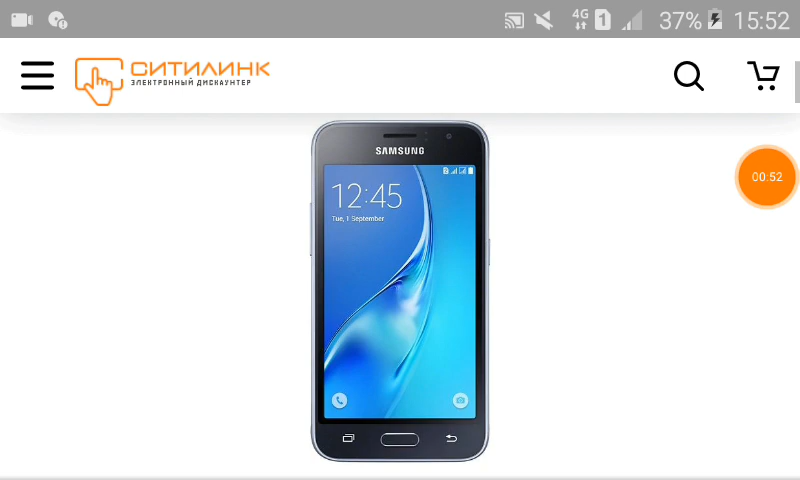 4G 1 37% 15:52
СИТИЛИНК
ЭЛЕКТРОННЫЙ ДИСКАУНТЕР
00:52
SAMSUNG
12:45
Tue, 1 September